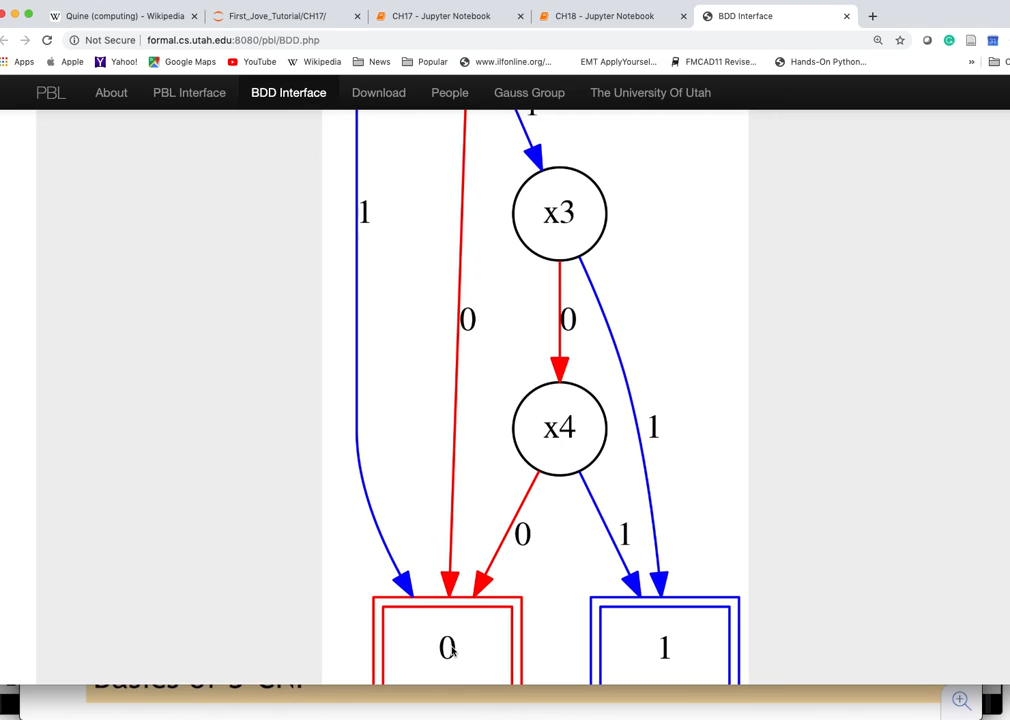 Quine (computing) - Wikipedia
First_Jove_Tutorial/CH17/
CH17 - Jupyter Notebook
CH18 - Jupyter Notebook
BDD Interface
Not Secure
formal.cs.utah.edu:8080/pbl/BDD.php
Apps
Apple
Yahoo!
Google Maps
YouTube
Wikipedia
News
Popular
www.iifonline.org/...
EMT ApplyYoursel...
FMCAD11 Revise...
Hands-On Python...
»
PBL
About
PBL Interface
BDD Interface
Download
People
Gauss Group
The University Of Utah
1
x3
0
0
x4
1
0
1
0
1